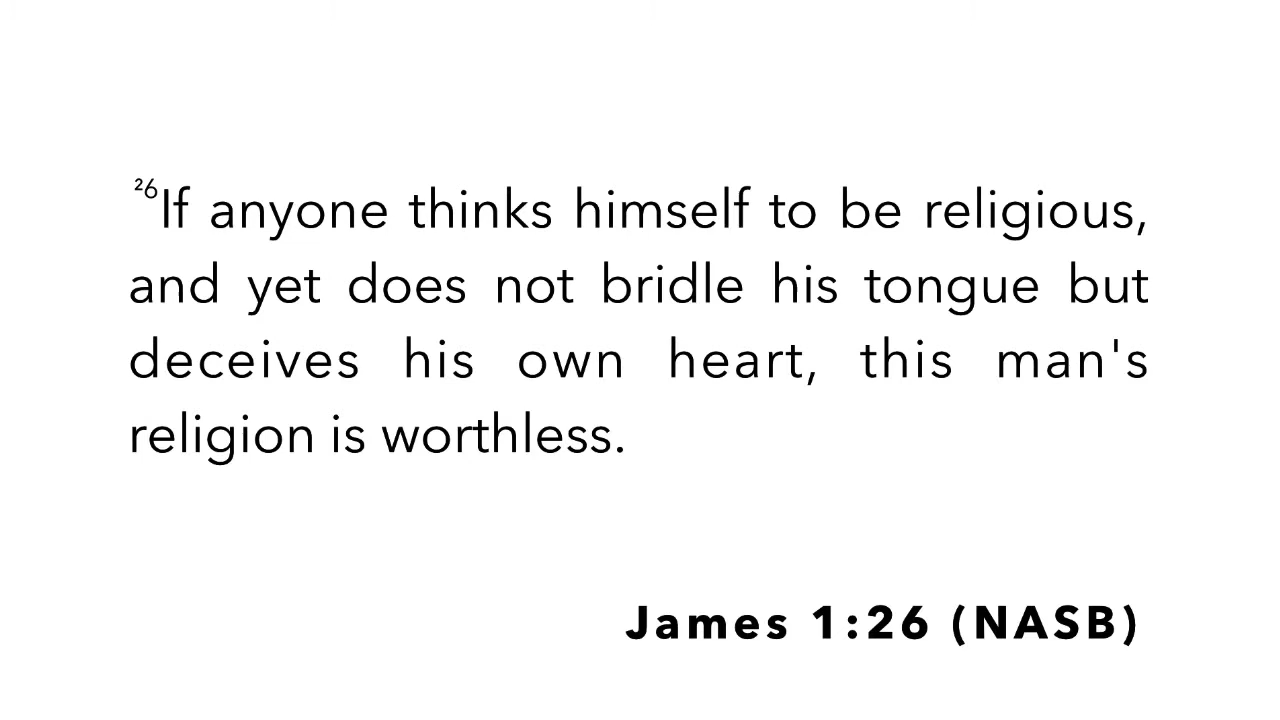 ²⁶If anyone thinks himself to be religious,
and yet does not bridle his tongue but
deceives his own heart, this man's
religion is worthless.
James 1:26 (NASB)